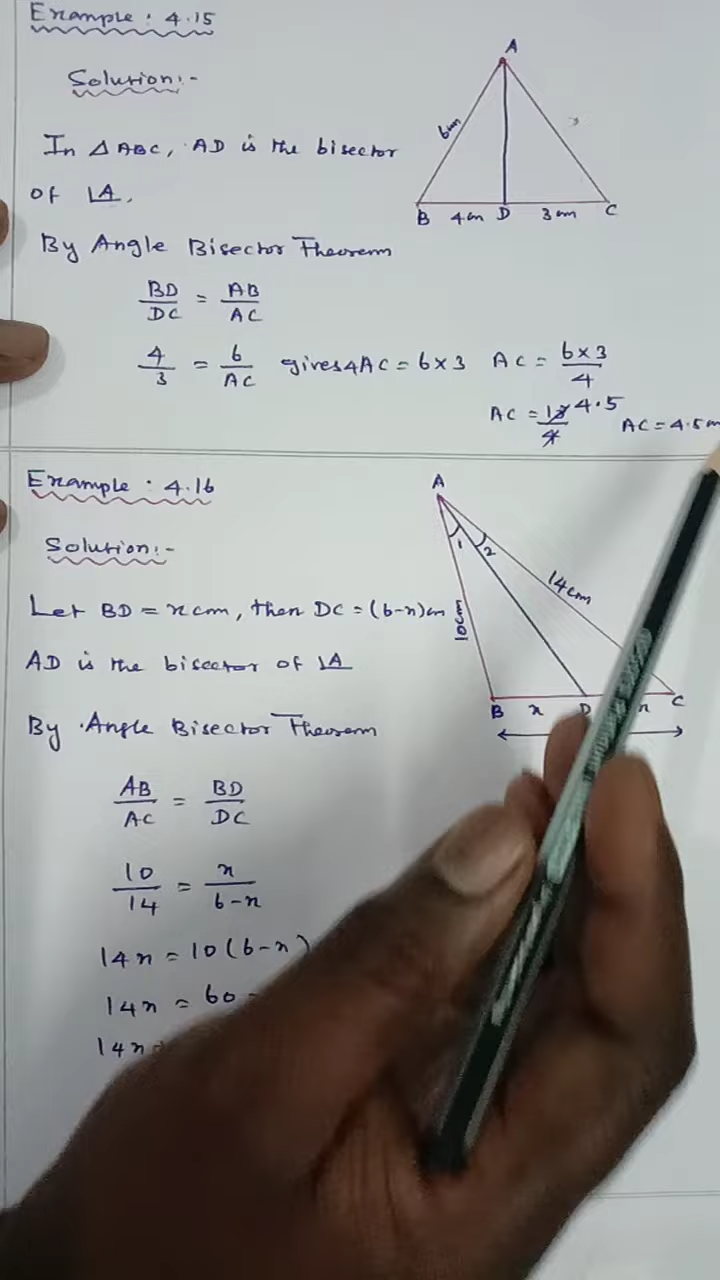 Example : 4.15
Solution:-
In △ABC, AD is the bisector
of ∠A.
By Angle Bisector Theorem
BD/DC = AB/AC
4/3 = 6/AC gives 4AC = 6×3 AC = 6×3/4
AC = 18/4 4.5 AC = 4.5
A
6cm
B 4cm D 3cm C
Example : 4.16
Solution:-
Let BD = x cm, then DC = (6-x)cm
AD is the bisector of ∠A
By Angle Bisector Theorem
AB/AC = BD/DC
10/14 = x/6-x
14x = 10(6-x)
14x = 60
14x
A
1 2
10cm 14cm
B x D x C